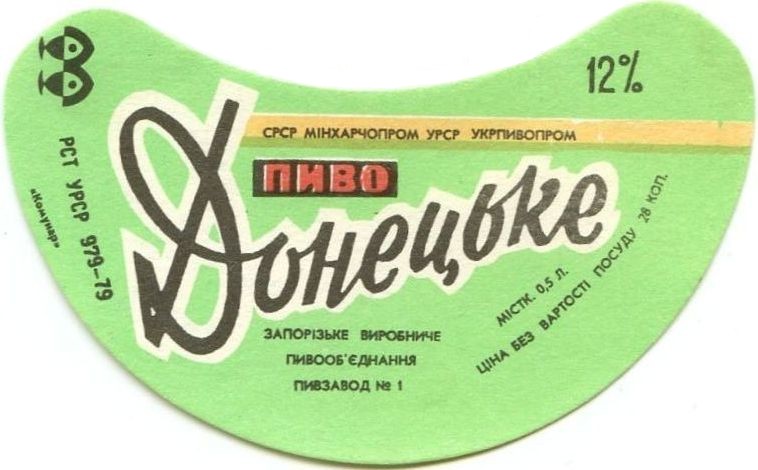 12%
СРСР МІНХАРЧОПРОМ УРСР УКРПИВОПРОМ
ПИВО
Донецьке
ЗАПОРІЗЬКЕ ВИРОБНИЧЕ
ПИВООБ'ЄДНАННЯ
ПИВЗАВОД № 1
МІСТК. 0,5 Л.
ЦІНА БЕЗ ВАРТОСТІ ПОСУДУ 28 КОП.
РСТ УРСР 979-79
«Комунар»